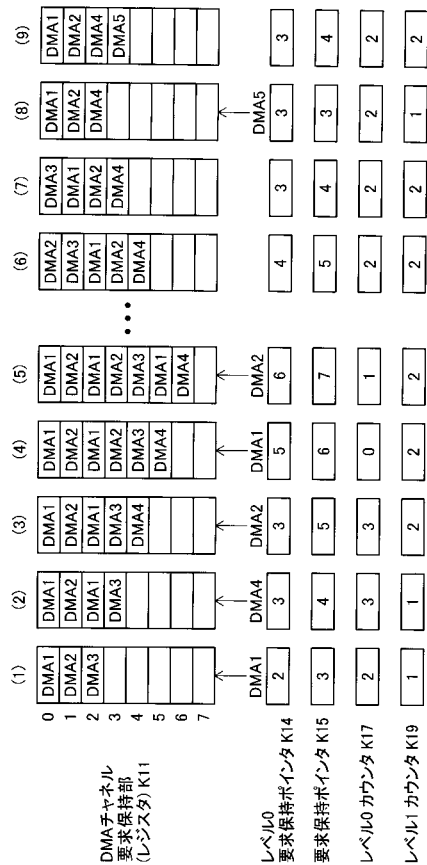 (1) (2) (3) (4) (5) (6) (7) (8) (9)
DMAチャネル
要求保持部
(レジスタ) K11
0 DMA1 DMA1 DMA1 DMA1 DMA1 DMA2 DMA3 DMA1 DMA1
1 DMA2 DMA2 DMA2 DMA2 DMA2 DMA3 DMA1 DMA2 DMA2
2 DMA3 DMA1 DMA1 DMA1 DMA1 DMA1 DMA2 DMA4 DMA4
3 DMA3 DMA3 DMA2 DMA2 DMA2 DMA4 DMA5
4 DMA4 DMA3 DMA3 DMA4
5 DMA4 DMA1
6 DMA4
7
DMA1 DMA4 DMA2 DMA1 DMA2 DMA5
レベル0
要求保持ポインタ K14 2 3 3 5 6 4 3 3 3
要求保持ポインタ K15 3 4 5 6 7 5 4 3 4
レベル0 カウンタ K17 2 3 3 0 1 2 2 2 2
レベル1 カウンタ K19 1 1 2 2 2 2 2 1 2